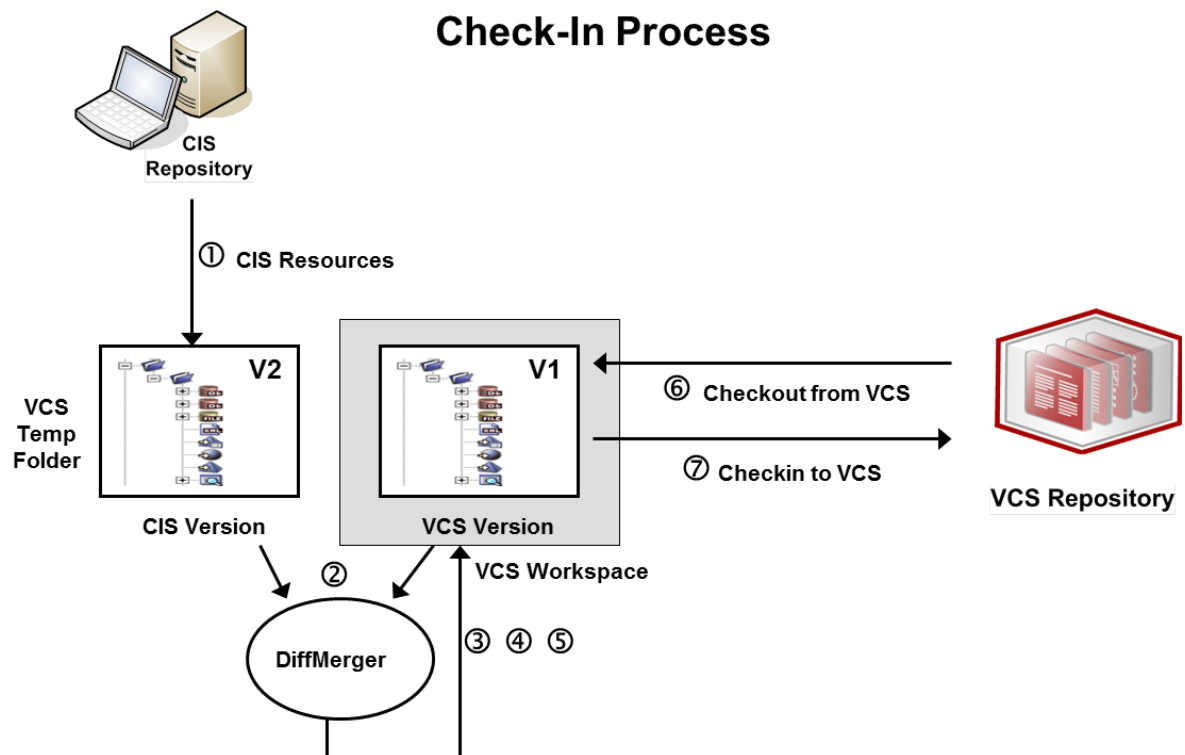 Check-In Process
CIS
Repository
① CIS Resources
V2
V1
VCS
Temp
Folder
⑥ Checkout from VCS
⑦ Checkin to VCS
VCS Repository
CIS Version
VCS Version
②
VCS Workspace
③ ④ ⑤
DiffMerger